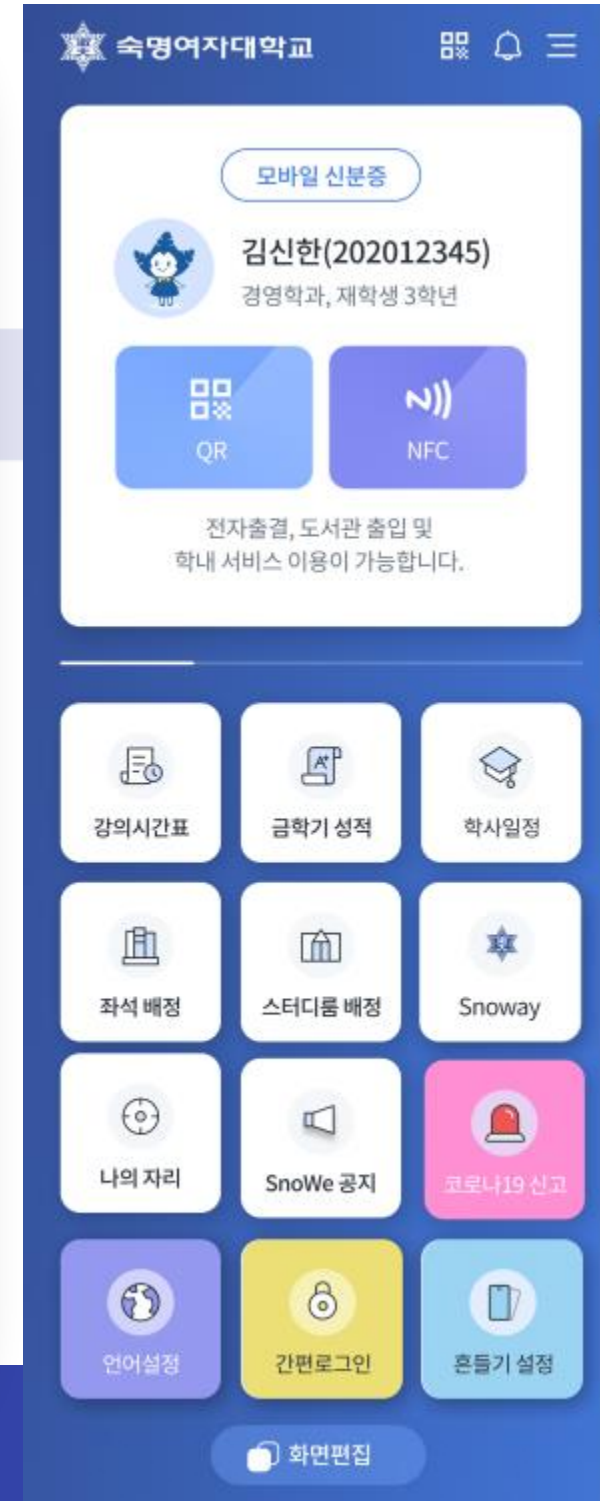 숙명여자대학교
모바일 신분증
김신한(202012345)
경영학과, 재학생 3학년
QR
NFC
전자출결, 도서관 출입 및
학내 서비스 이용이 가능합니다.
강의시간표
금학기 성적
학사일정
좌석 배정
스터디룸 배정
Snoway
나의 자리
SnoWe 공지
코로나19 신고
언어설정
간편로그인
흔들기 설정
화면편집